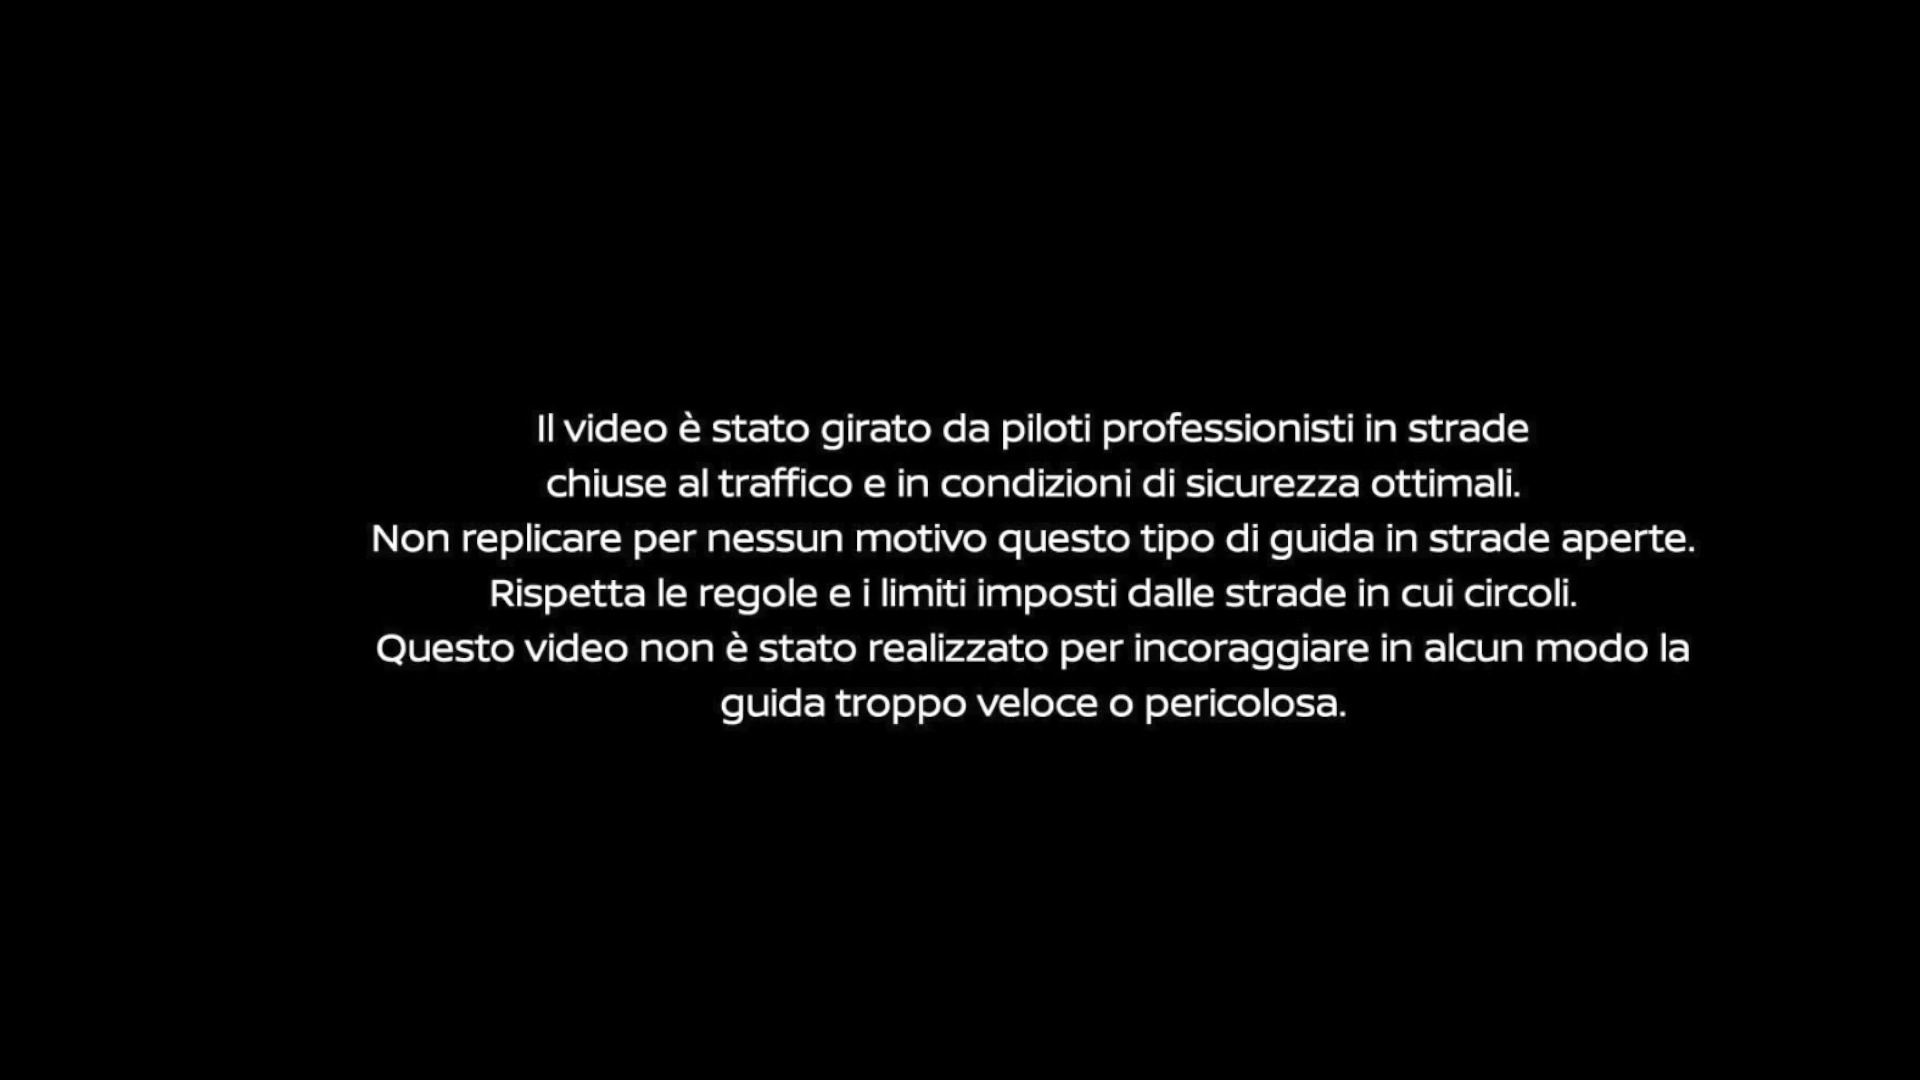 Il video è stato girato da piloti professionisti in strade
chiuse al traffico e in condizioni di sicurezza ottimali.
Non replicare per nessun motivo questo tipo di guida in strade aperte.
Rispetta le regole e i limiti imposti dalle strade in cui circoli.
Questo video non è stato realizzato per incoraggiare in alcun modo la
guida troppo veloce o pericolosa.